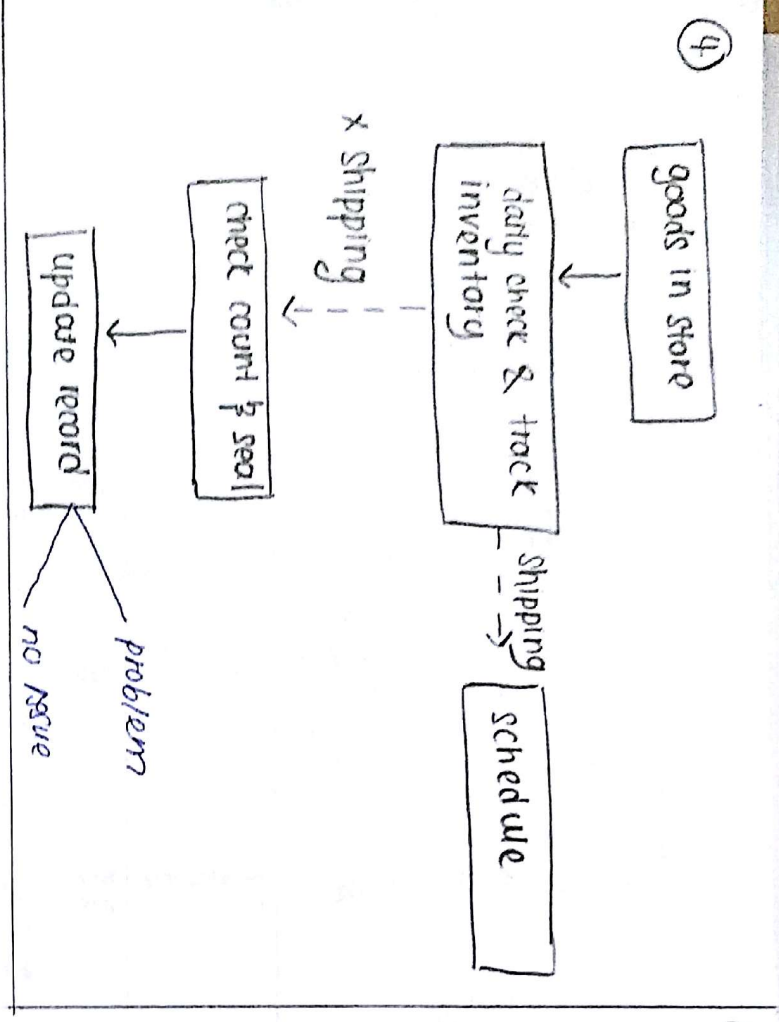 4
goods in store
daily check & track
inventory
shipping
schedule
x shipping
check count & seal
update record
problem
no issue